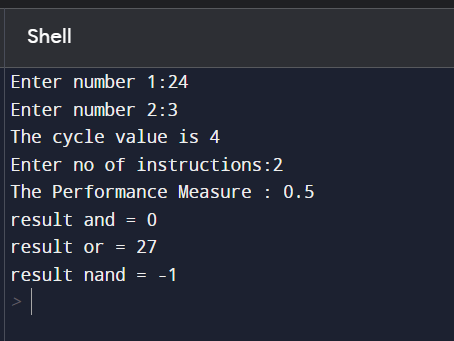 Shell
Enter number 1:24
Enter number 2:3
The cycle value is 4
Enter no of instructions:2
The Performance Measure : 0.5
result and = 0
result or = 27
result nand = -1
>